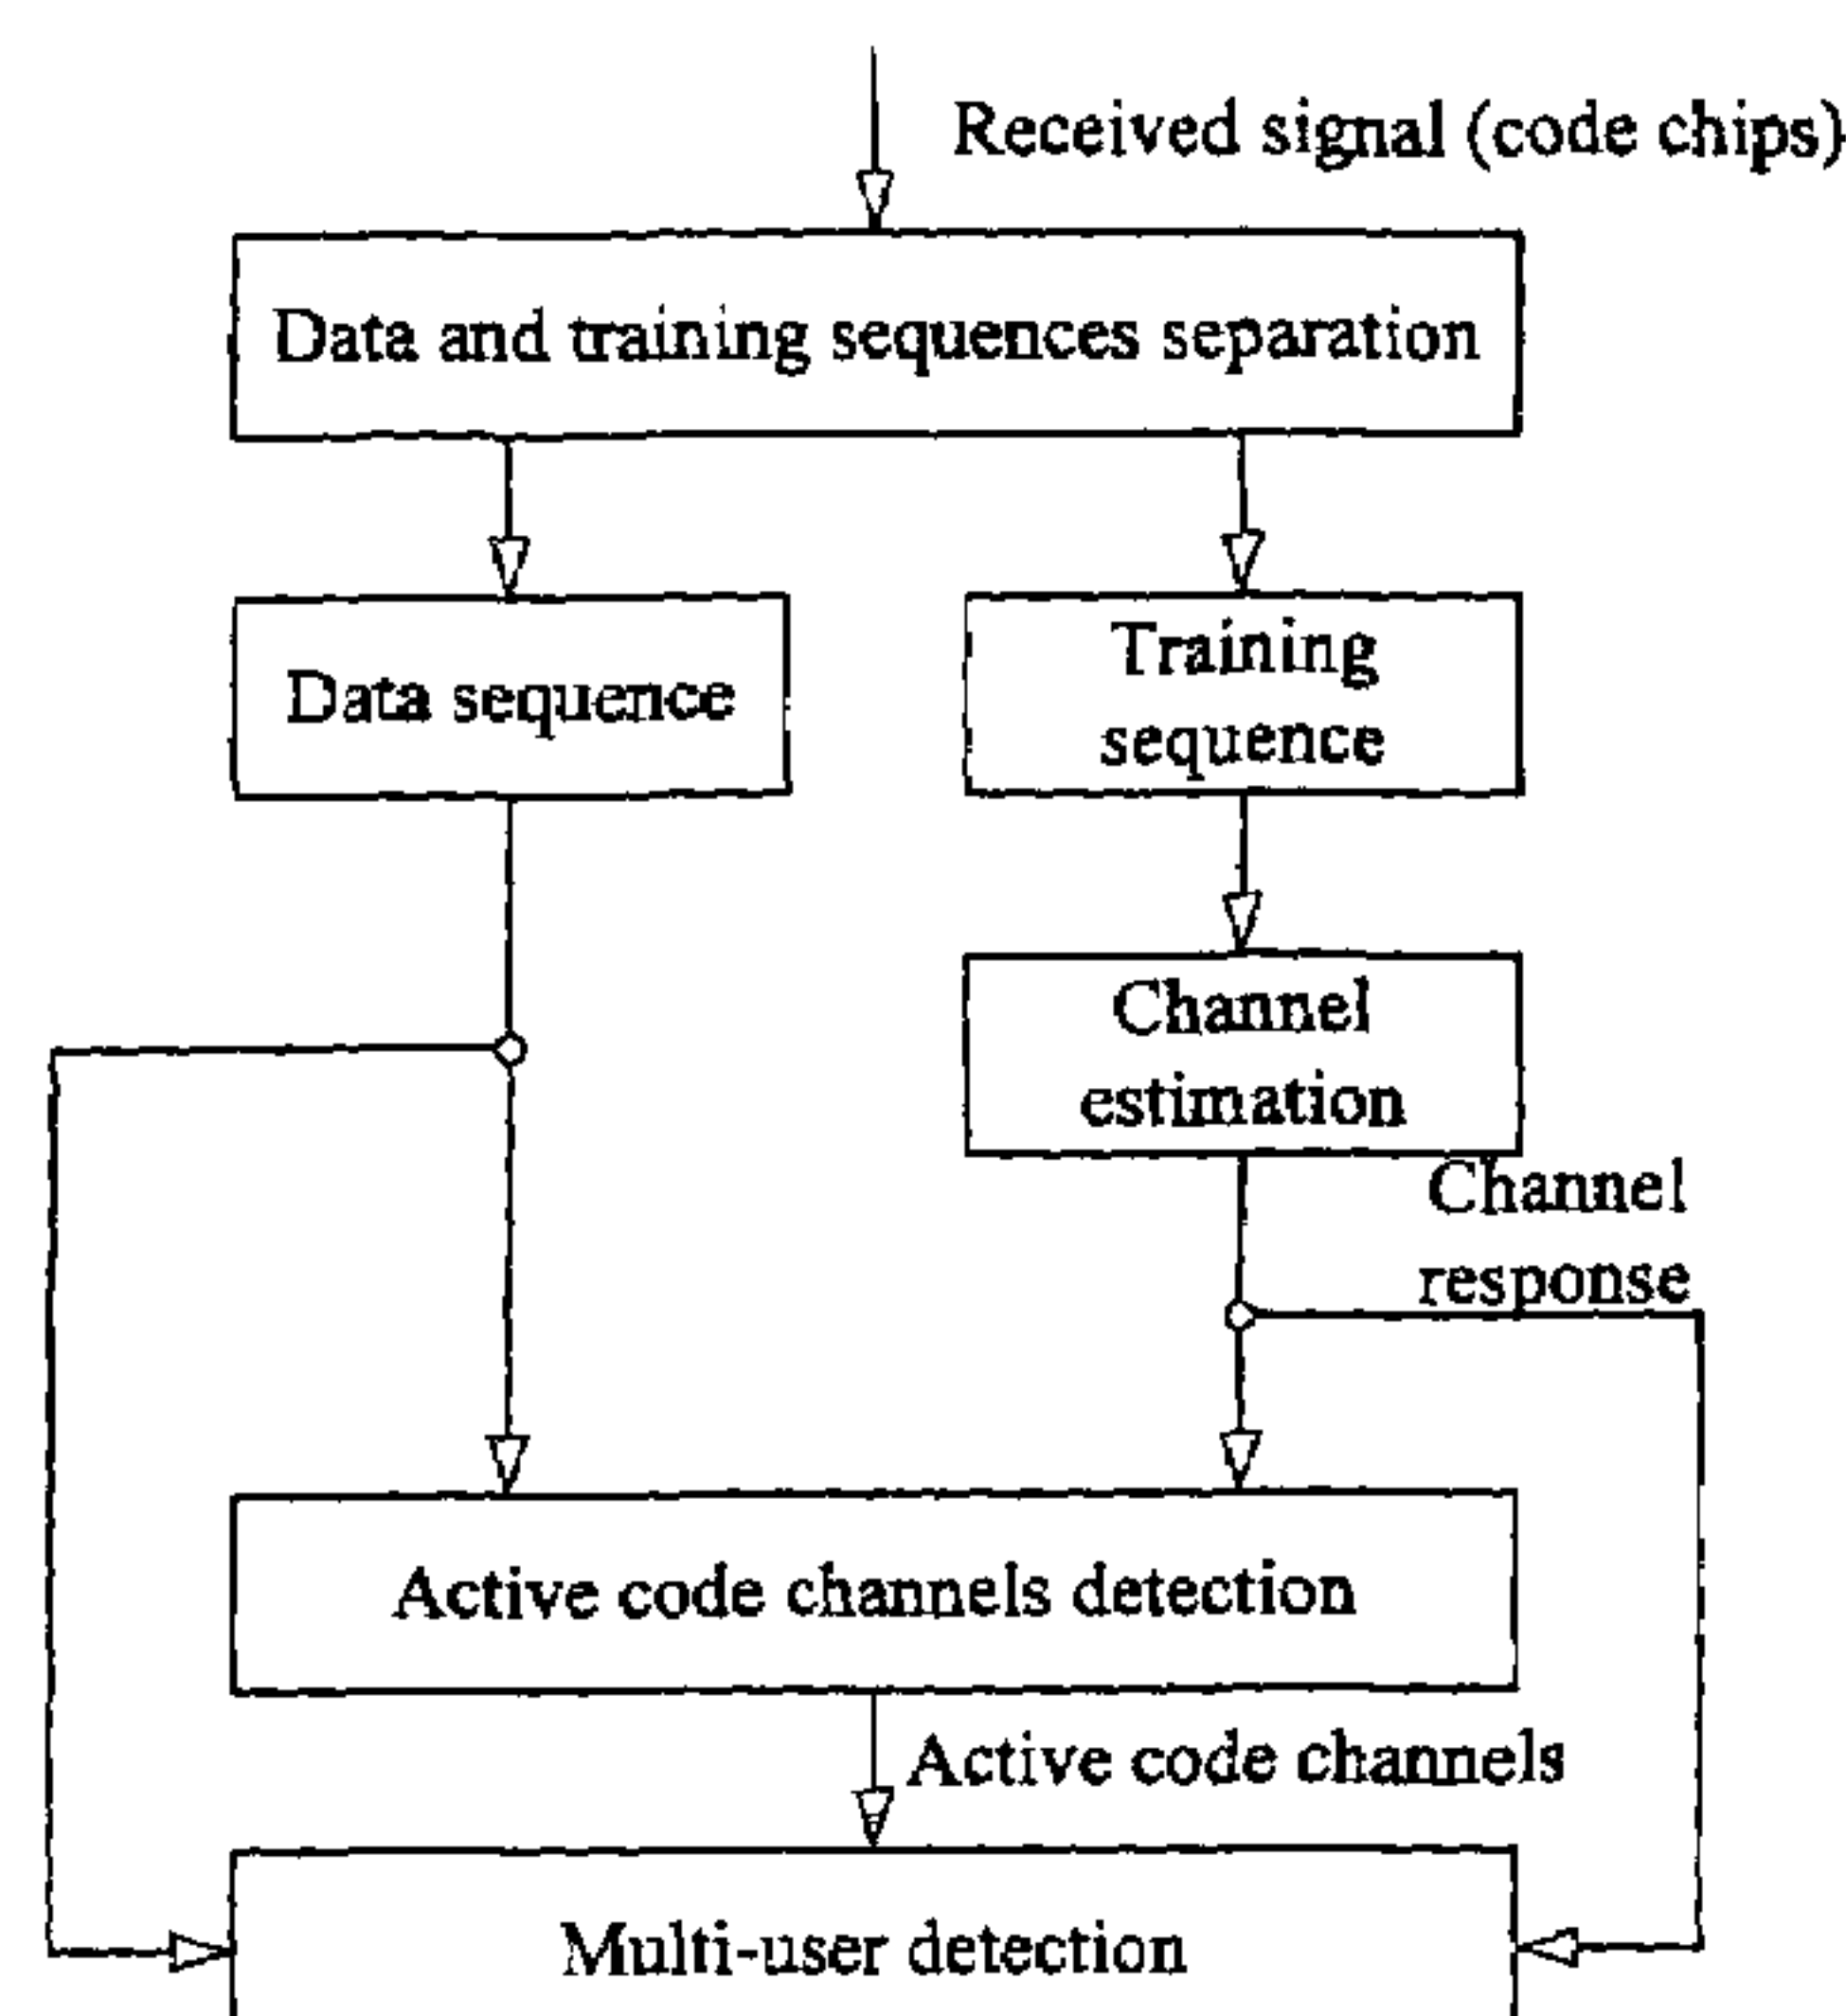 Received signal (code chips)
Data and training sequences separation
Data sequence
Training
sequence
Channel
estimation
Channel
response
Active code channels detection
Active code channels
Multi-user detection